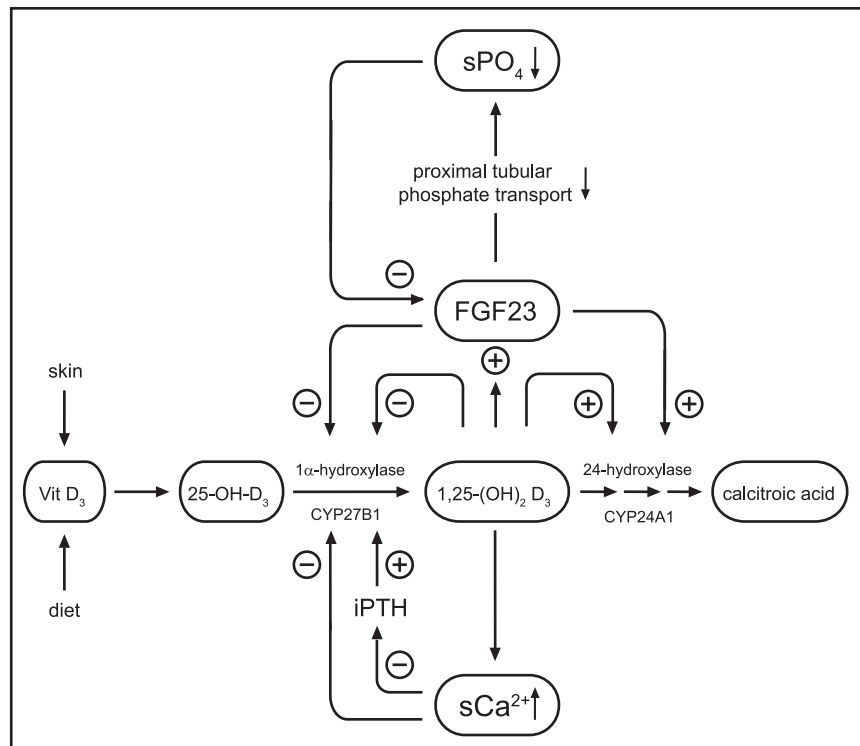 sPO₄
proximal tubular
phosphate transport
−
FGF23
skin
−
−
+
+
+
1α-hydroxylase
24-hydroxylase
Vit D₃
25-OH-D₃
1,25-(OH)₂ D₃
calcitroic acid
CYP27B1
CYP24A1
−
+
diet
iPTH
−
sCa²⁺